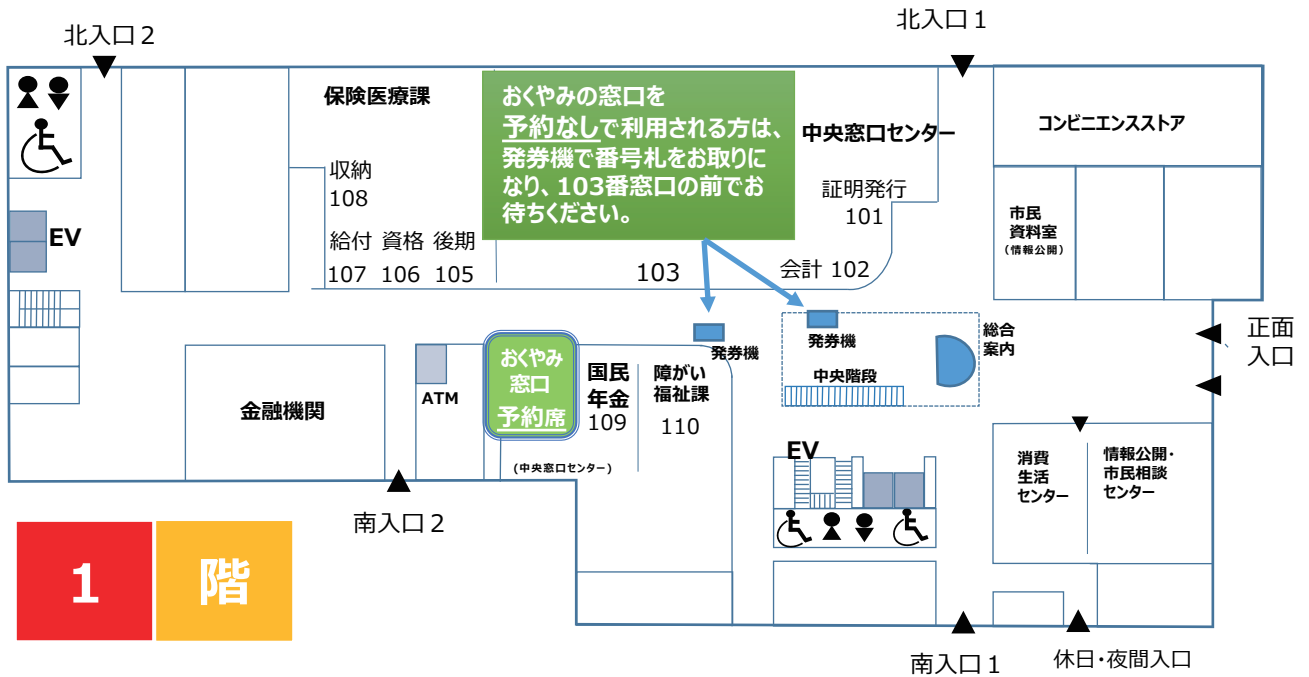 北入口２
北入口１
保険医療課
おくやみの窓口を
予約なしで利用される方は、
発券機で番号札をお取りに
なり、103番窓口の前でお
待ちください。
中央窓口センター
コンビニエンスストア
収納
108
証明発行
101
市民
資料室
（情報公開）
EV
給付 資格 後期
107 106 105
103
会計 102
発券機
発券機
総合
案内
正面
入口
中央階段
おくやみ
窓口
予約席
国民
年金
109
障がい
福祉課
110
ATM
金融機関
（中央窓口センター）
EV
消費
生活
センター
情報公開・
市民相談
センター
南入口２
1 階
南入口１
休日・夜間入口